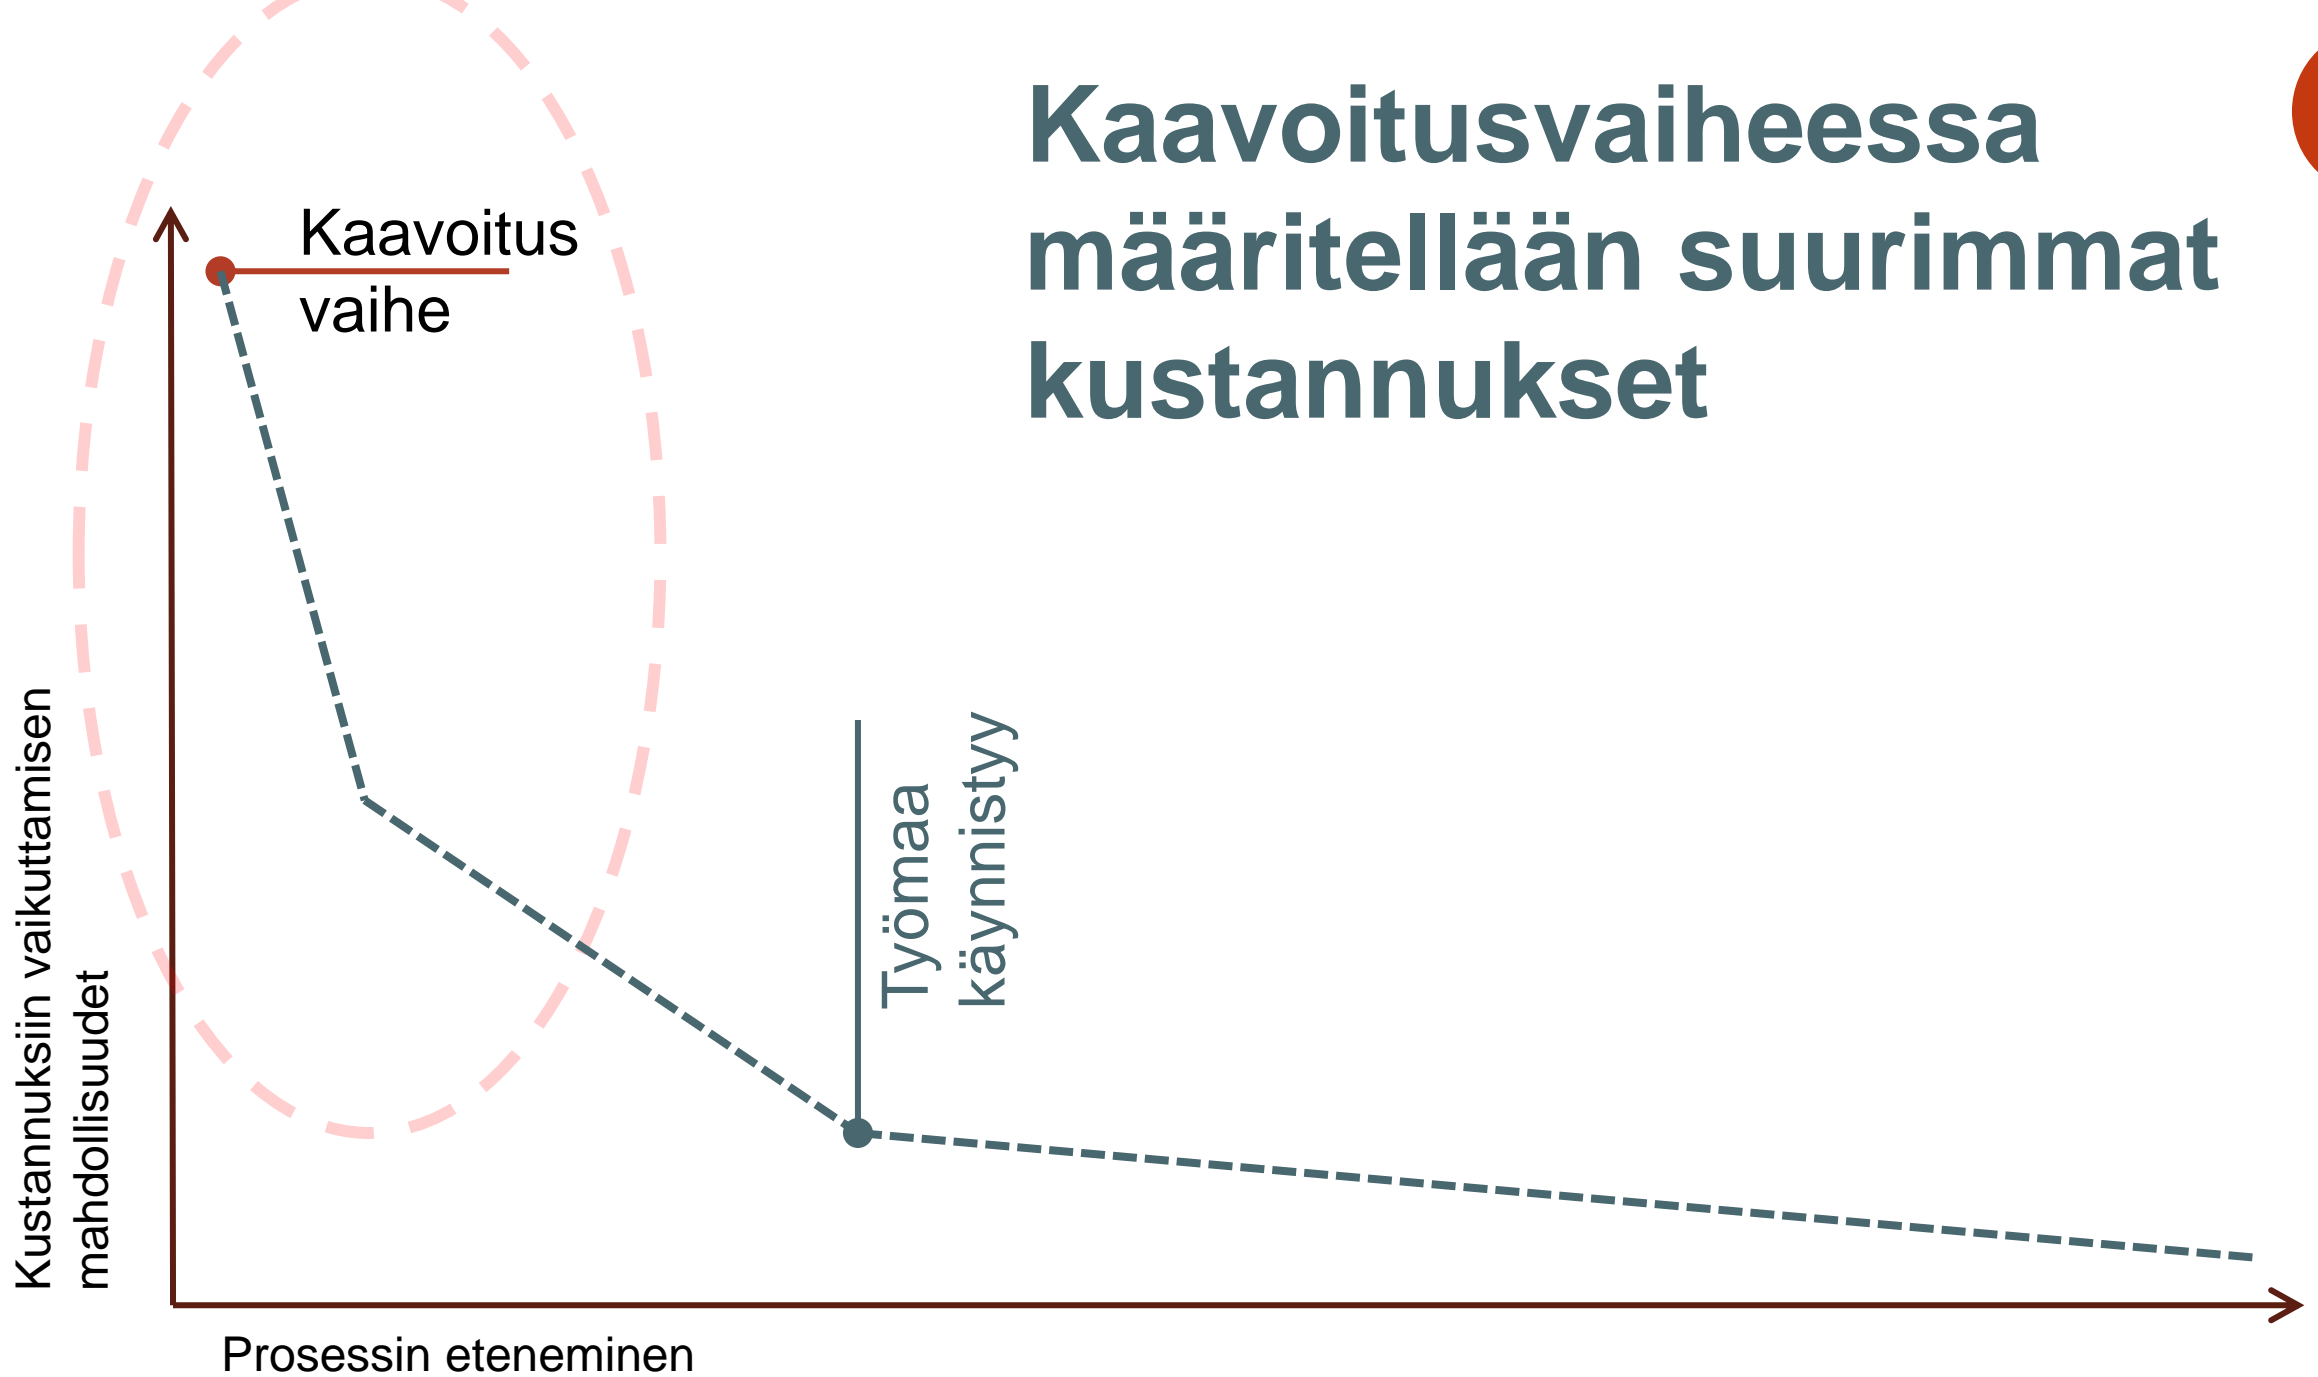 Kaavoitusvaiheessa
määritellään suurimmat
kustannukset
Kaavoitus
vaihe
Työmaa
käynnistyy
Kustannuksiin vaikuttamisen
mahdollisuudet
Prosessin eteneminen